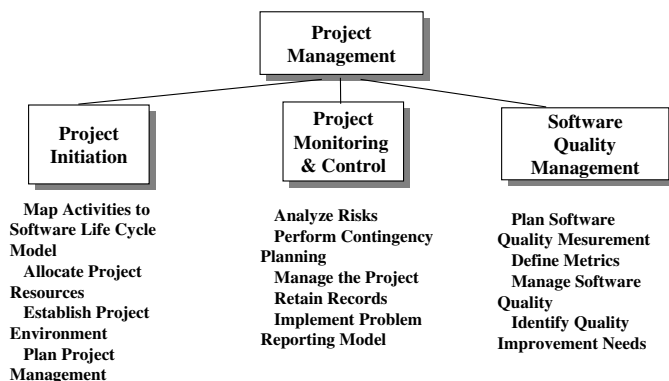 Project
Management
Project
Initiation
Project
Monitoring
& Control
Software
Quality
Management
Map Activities to
Software Life Cycle
Model
Allocate Project
Resources
Establish Project
Environment
Plan Project
Management
Analyze Risks
Perform Contingency
Planning
Manage the Project
Retain Records
Implement Problem
Reporting Model
Plan Software
Quality Mesurement
Define Metrics
Manage Software
Quality
Identify Quality
Improvement Needs